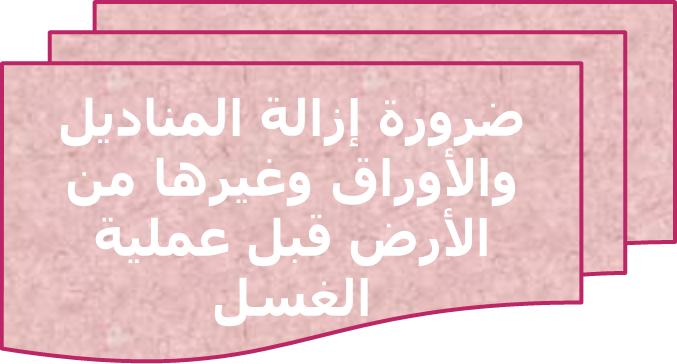 ضرورة إزالة المناديل
والأوراق وغيرها من
الأرض قبل عملية
الغسل